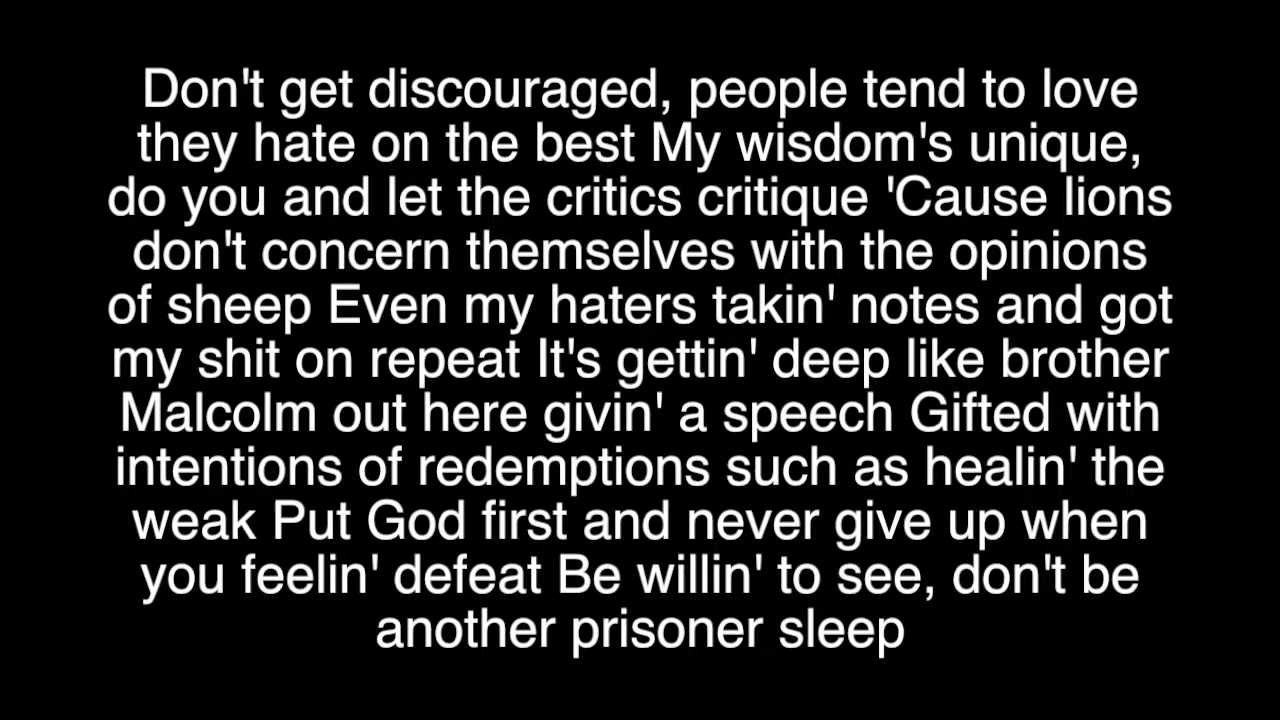 Don't get discouraged, people tend to love
they hate on the best My wisdom's unique,
do you and let the critics critique 'Cause lions
don't concern themselves with the opinions
of sheep Even my haters takin' notes and got
my shit on repeat It's gettin' deep like brother
Malcolm out here givin' a speech Gifted with
intentions of redemptions such as healin' the
weak Put God first and never give up when
you feelin' defeat Be willin' to see, don't be
another prisoner sleep